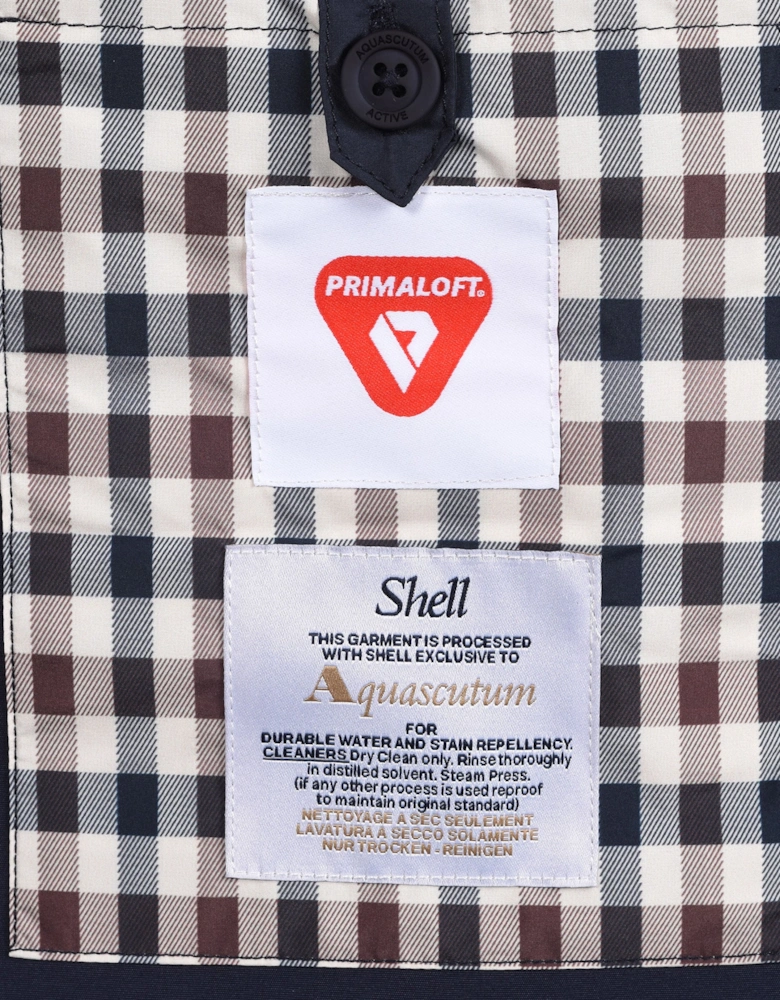 AQUASCUTUM
ACTIVE
PRIMALOFT®
Shell
THIS GARMENT IS PROCESSED
WITH SHELL EXCLUSIVE TO
Aquascutum
FOR
DURABLE WATER AND STAIN REPELLENCY.
CLEANERS Dry Clean only. Rinse thoroughly
in distilled solvent. Steam Press.
(if any other process is used reproof
to maintain original standard)
NETTOYAGE A SEC SEULEMENT
LAVATURA A SECCO SOLAMENTE
NUR TROCKEN - REINIGEN